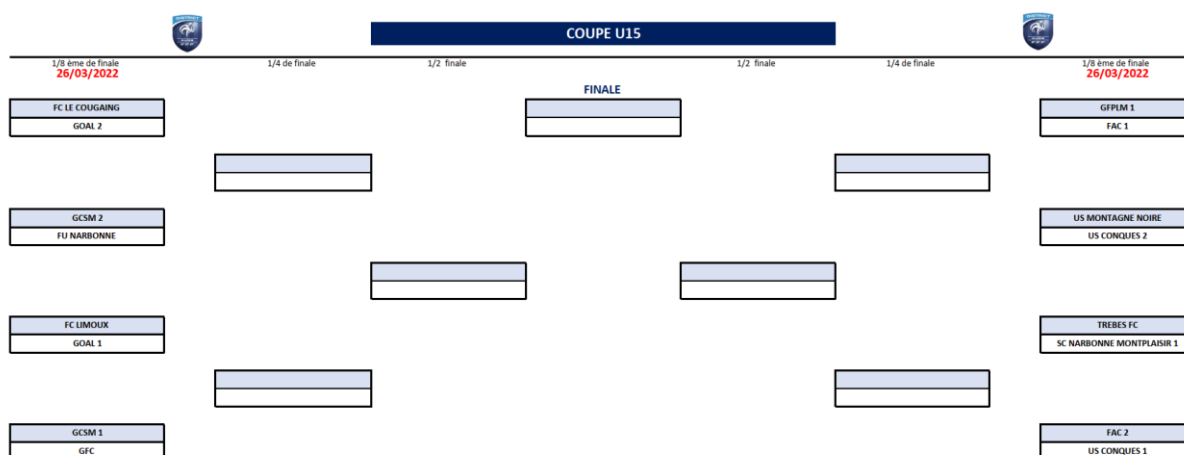 COUPE U15
1/8 ème de finale
26/03/2022
1/4 de finale
1/2 finale
1/2 finale
1/4 de finale
1/8 ème de finale
26/03/2022
FINALE
FC LE COUGAING
GOAL 2
GCSM 2
FU NARBONNE
FC LIMOUX
GOAL 1
GCSM 1
GFC
GFPLM 1
FAC 1
US MONTAGNE NOIRE
US CONQUES 2
TREBES FC
SC NARBONNE MONTPLAISIR 1
FAC 2
US CONQUES 1